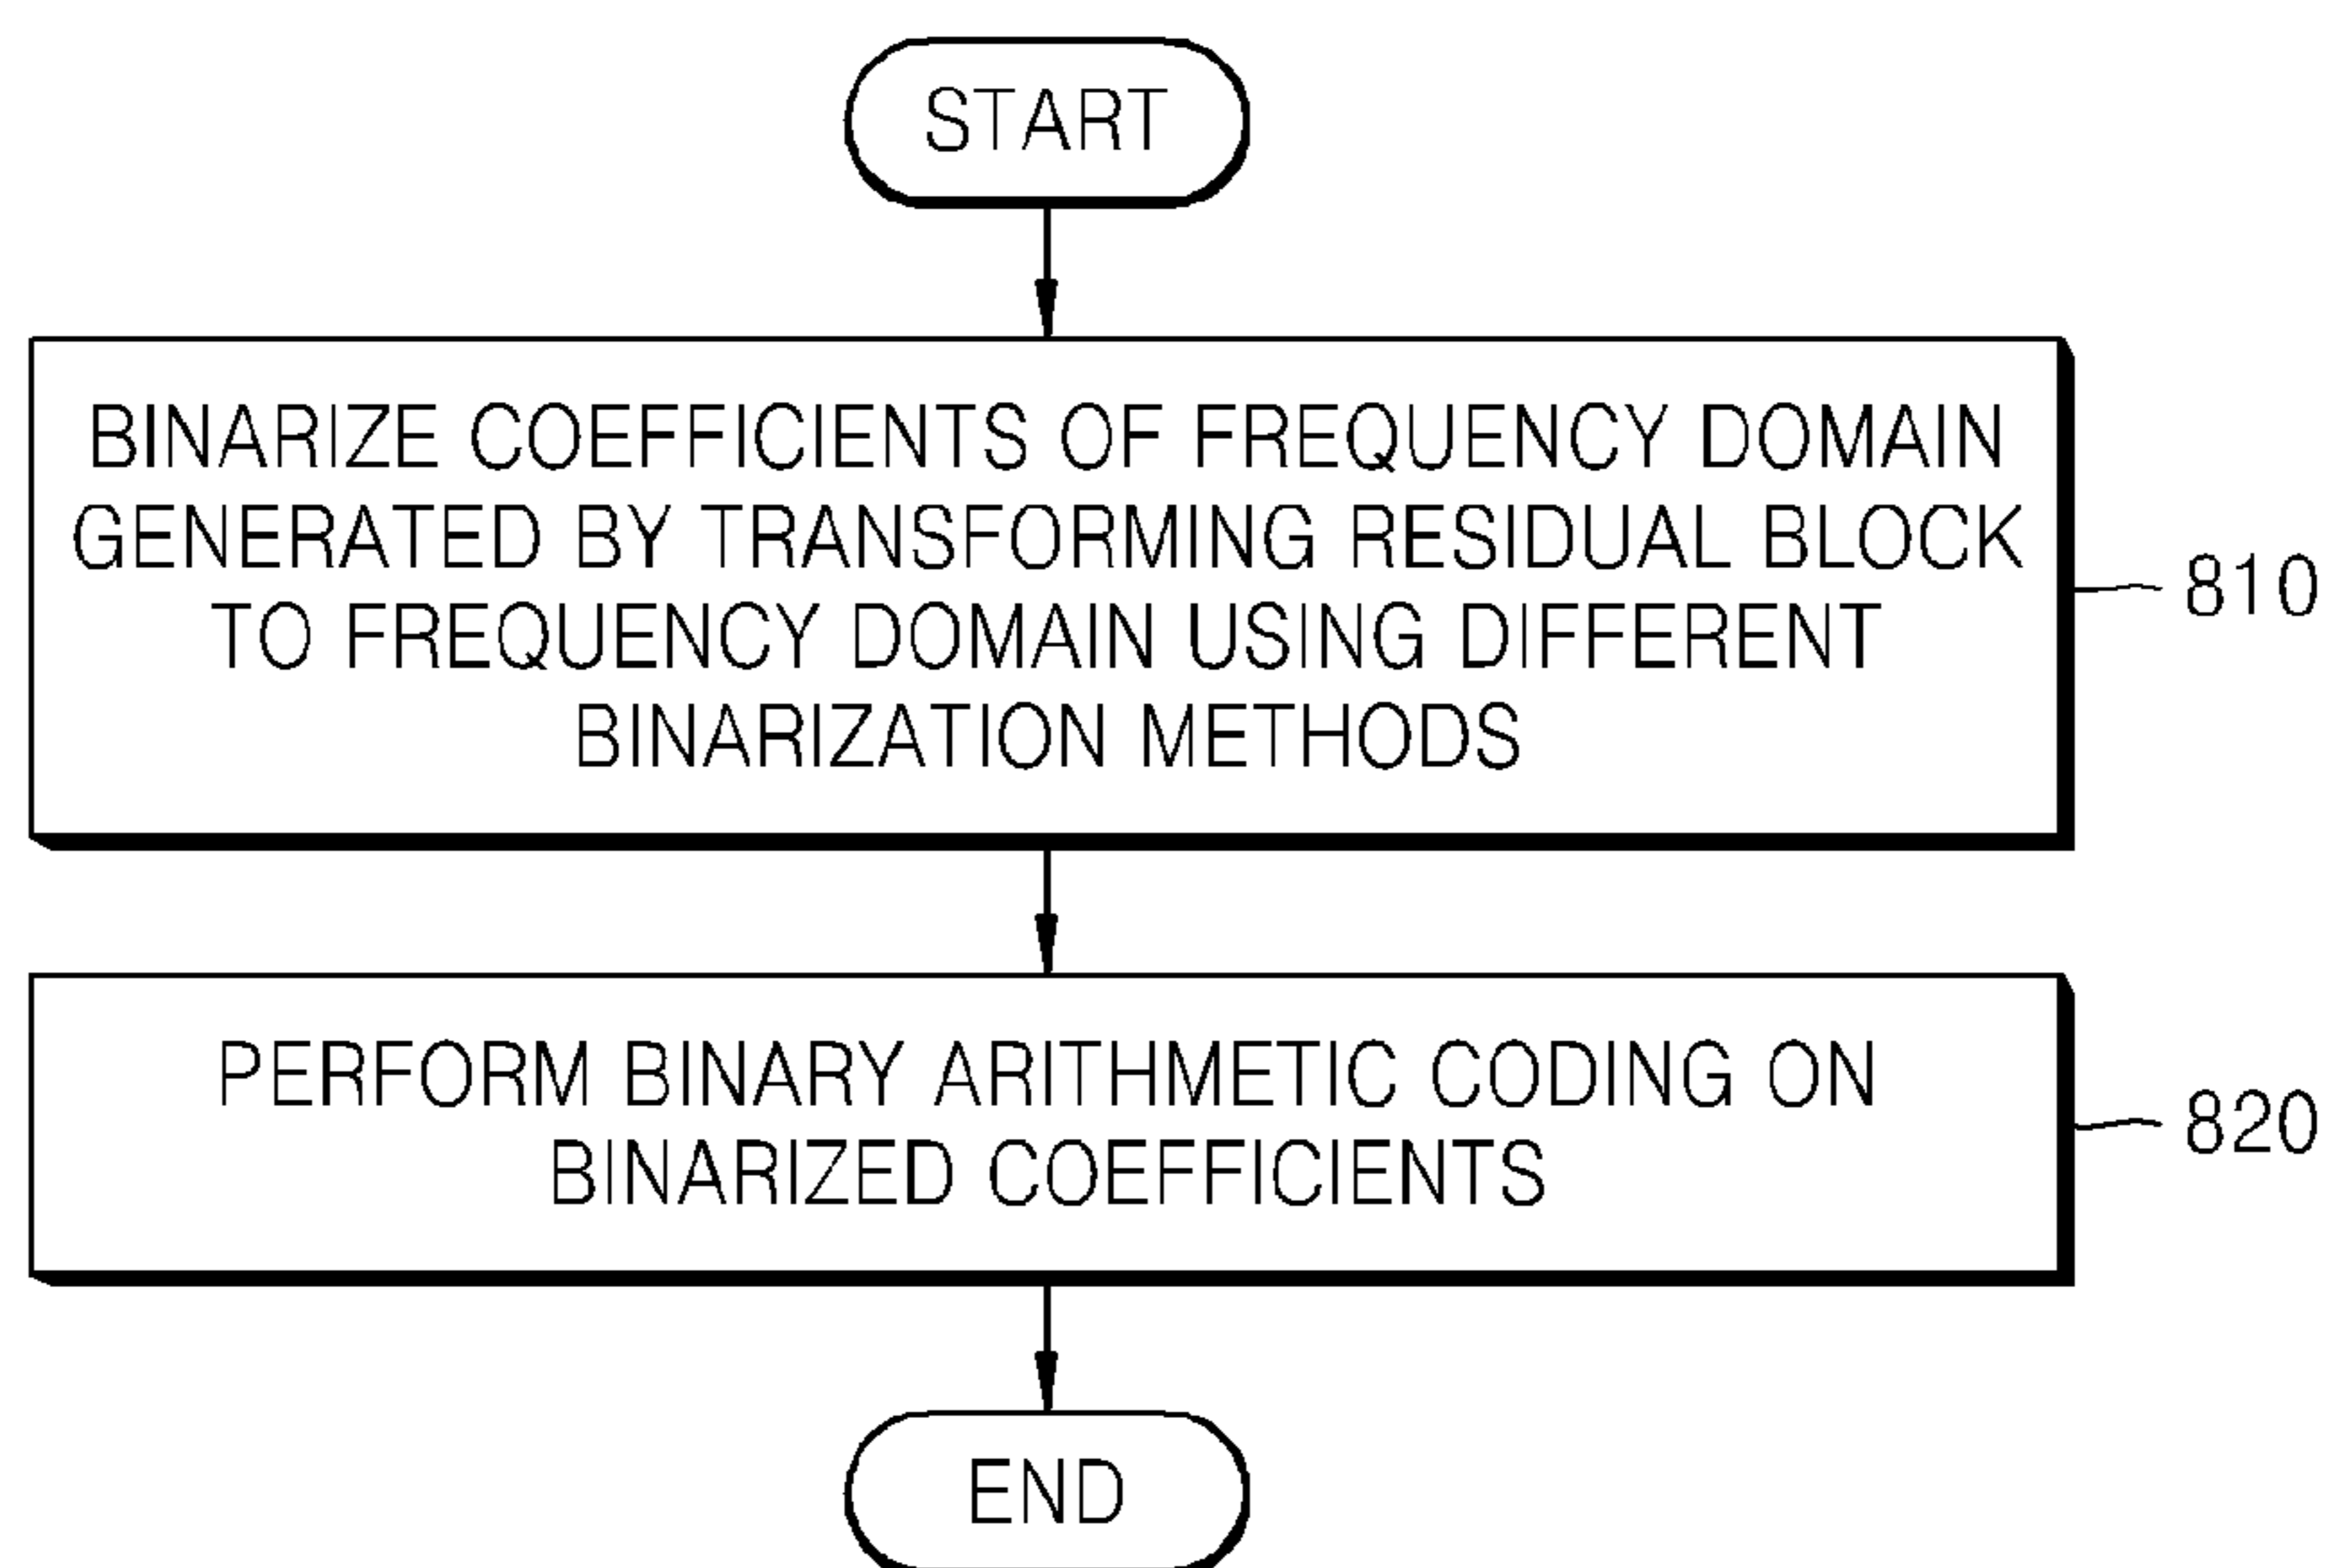 START
BINARIZE COEFFICIENTS OF FREQUENCY DOMAIN
GENERATED BY TRANSFORMING RESIDUAL BLOCK
TO FREQUENCY DOMAIN USING DIFFERENT
BINARIZATION METHODS
810
PERFORM BINARY ARITHMETIC CODING ON
BINARIZED COEFFICIENTS
820
END